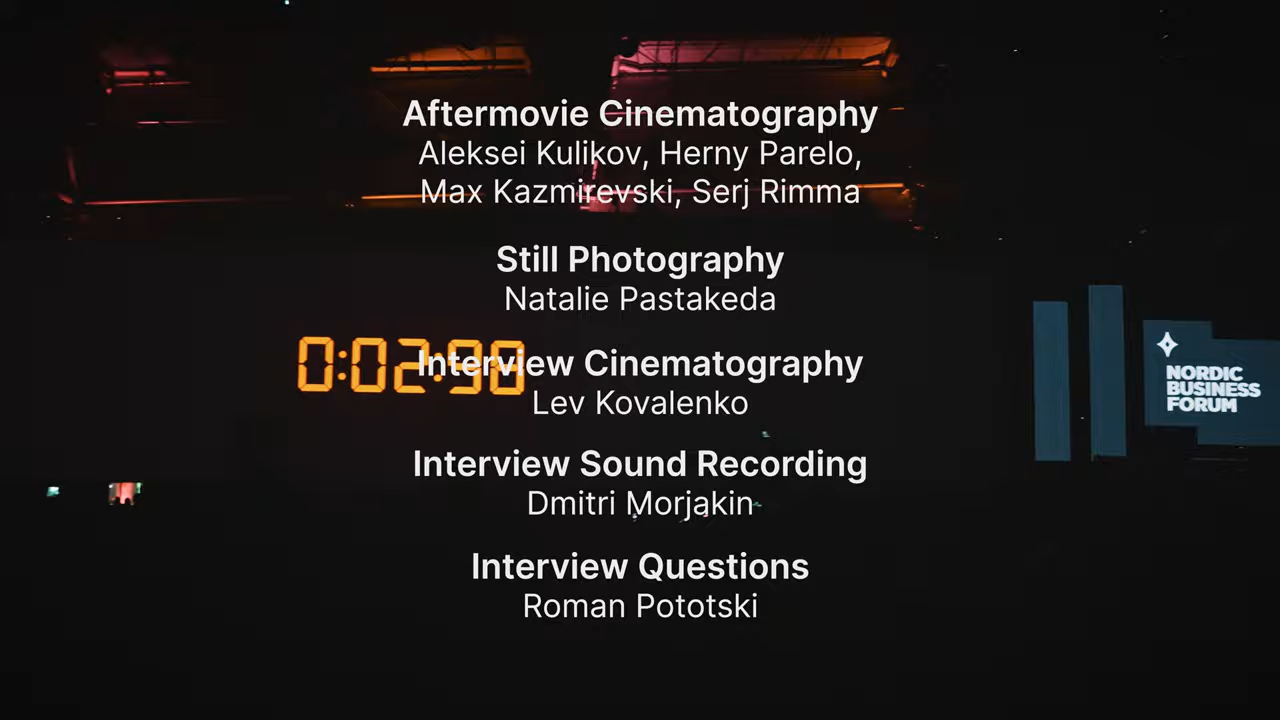 Aftermovie Cinematography
Aleksei Kulikov, Herny Parelo,
Max Kazmirevski, Serj Rimma
Still Photography
Natalie Pastakeda
0:02:98
Interview Cinematography
Lev Kovalenko
Interview Sound Recording
Dmitri Morjakin
Interview Questions
Roman Pototski
NORDIC
BUSINESS
FORUM